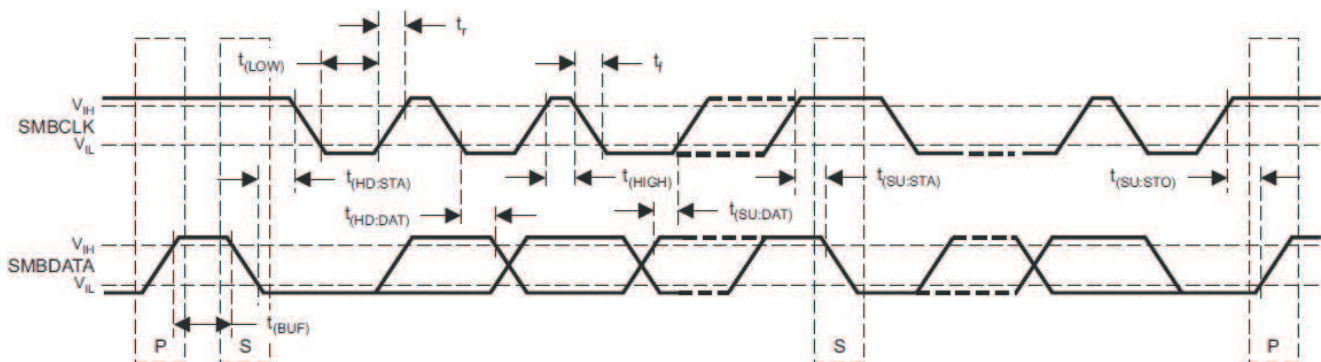 tr
t(LOW)
tf
VIH
SMBCLK
VIL
t(HD:STA)
t(HIGH)
t(SU:STA)
t(SU:STO)
t(HD:DAT)
t(SU:DAT)
VIH
SMBDATA
VIL
t(BUF)
P S S P